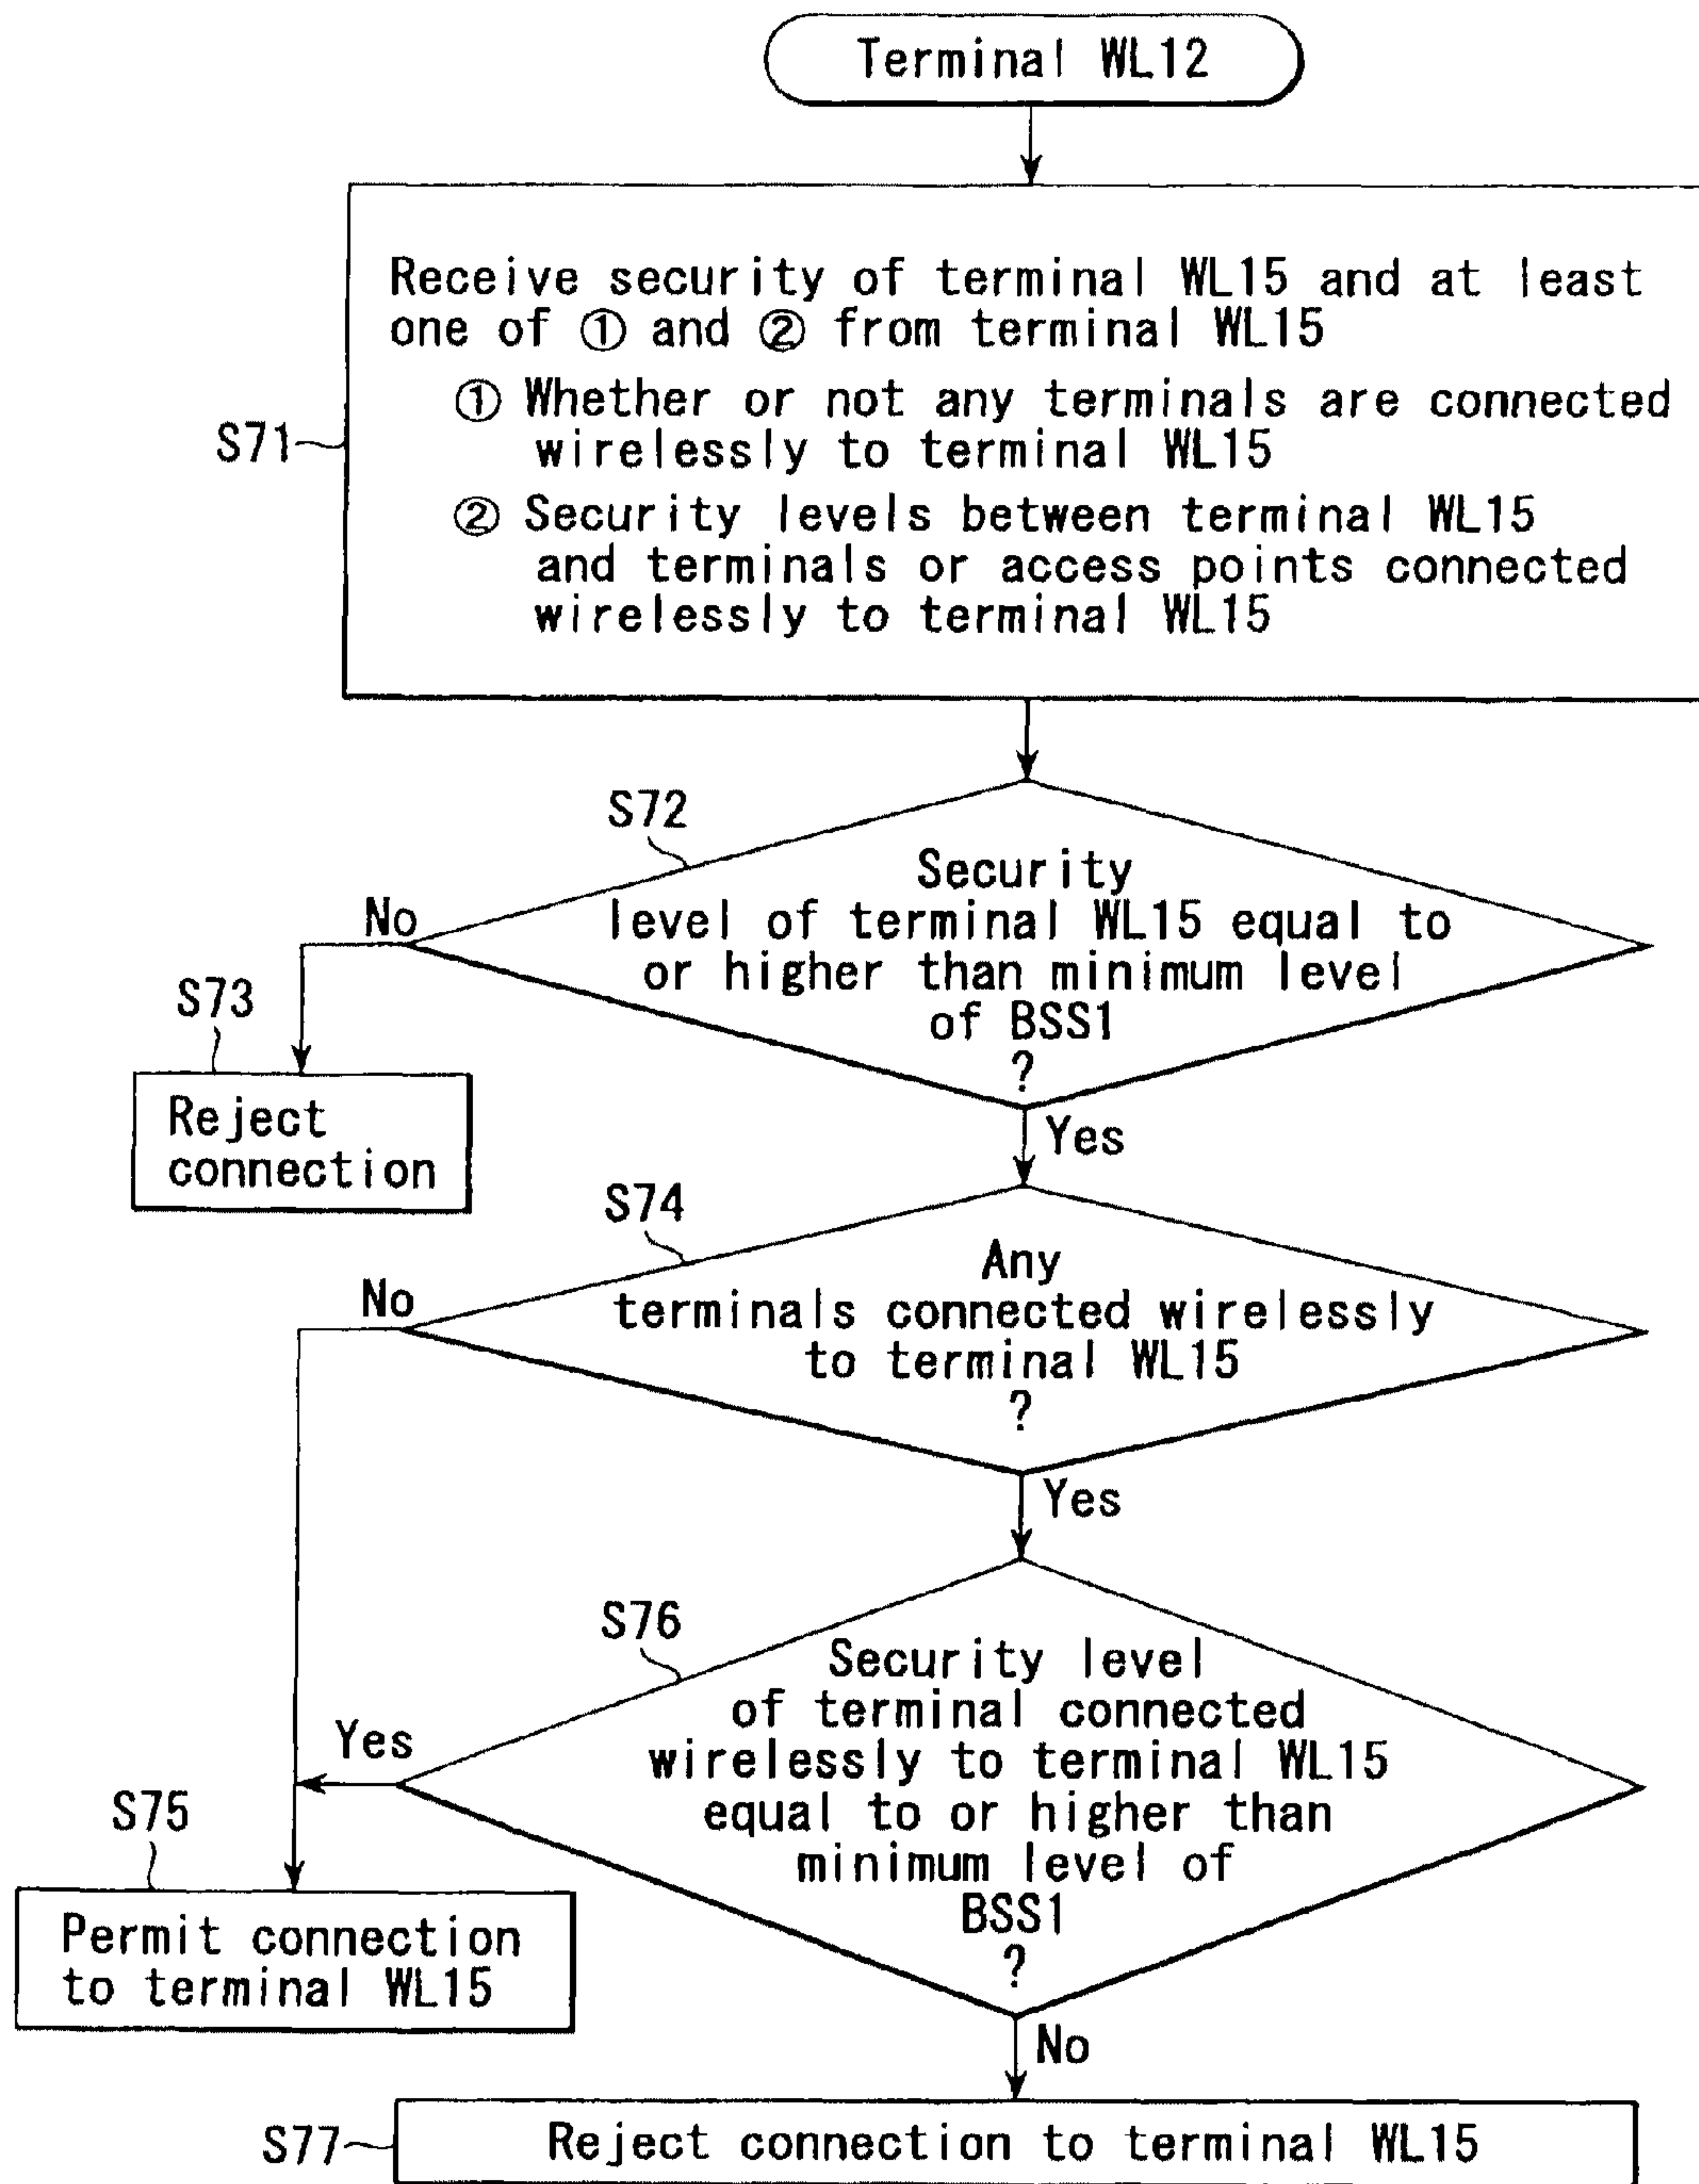 Terminal WL12
Receive security of terminal WL15 and at least
one of ① and ② from terminal WL15
① Whether or not any terminals are connected
wirelessly to terminal WL15
S71
② Security levels between terminal WL15
and terminals or access points connected
wirelessly to terminal WL15
S72
Security
level of terminal WL15 equal to
or higher than minimum level
of BSS1
?
No
S73
Reject
connection
Yes
S74
Any
terminals connected wirelessly
to terminal WL15
?
No
Yes
S76
Security level
of terminal connected
wirelessly to terminal WL15
equal to or higher than
minimum level of
BSS1
?
Yes
S75
Permit connection
to terminal WL15
No
S77
Reject connection to terminal WL15